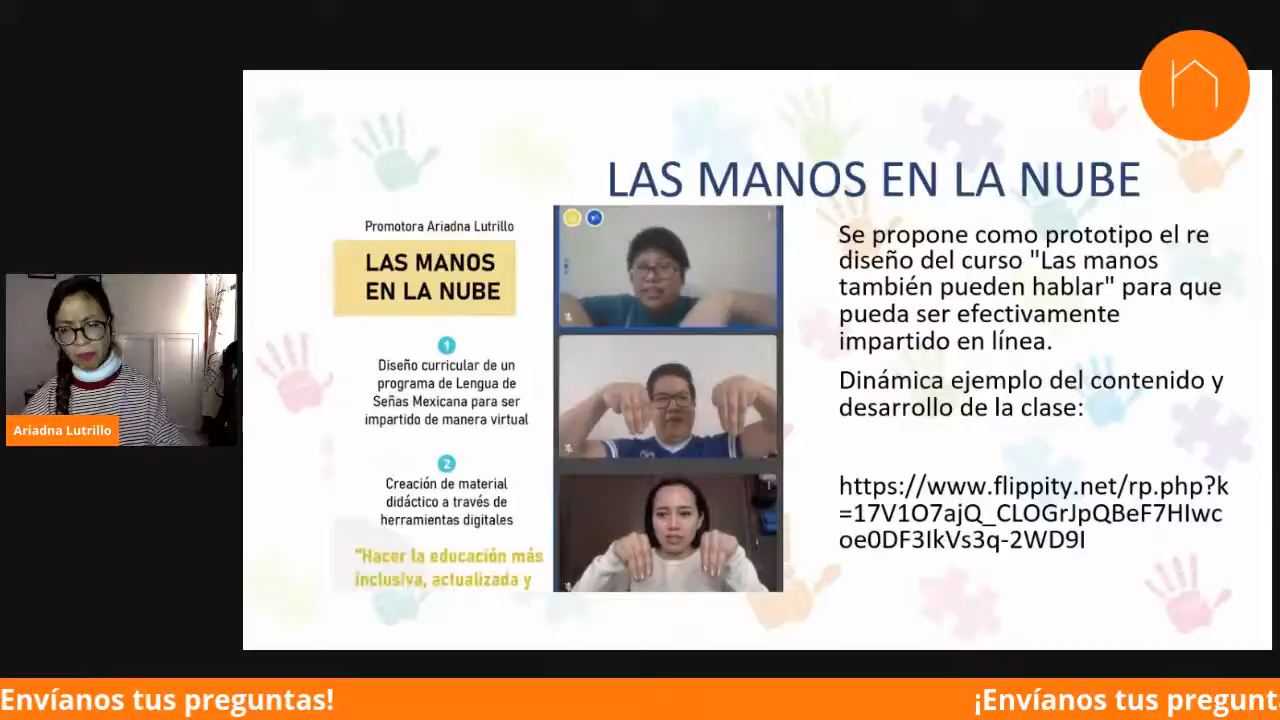 LAS MANOS EN LA NUBE
Promotora Ariadna Lutrillo
LAS MANOS
EN LA NUBE
1
Diseño curricular de un
programa de Lengua de
Señas Mexicana para ser
impartido de manera virtual
2
Creación de material
didáctico a través de
herramientas digitales
"Hacer la educación más
inclusiva, actualizada y
Se propone como prototipo el re
diseño del curso "Las manos
también pueden hablar" para que
pueda ser efectivamente
impartido en línea.
Dinámica ejemplo del contenido y
desarrollo de la clase:
https://www.flippity.net/rp.php?k
=17V1O7ajQ_CLOGrJpQBeF7HIwc
oe0DF3IkVs3q-2WD9I
Ariadna Lutrillo
Envíanos tus preguntas!
¡Envíanos tus pregunt